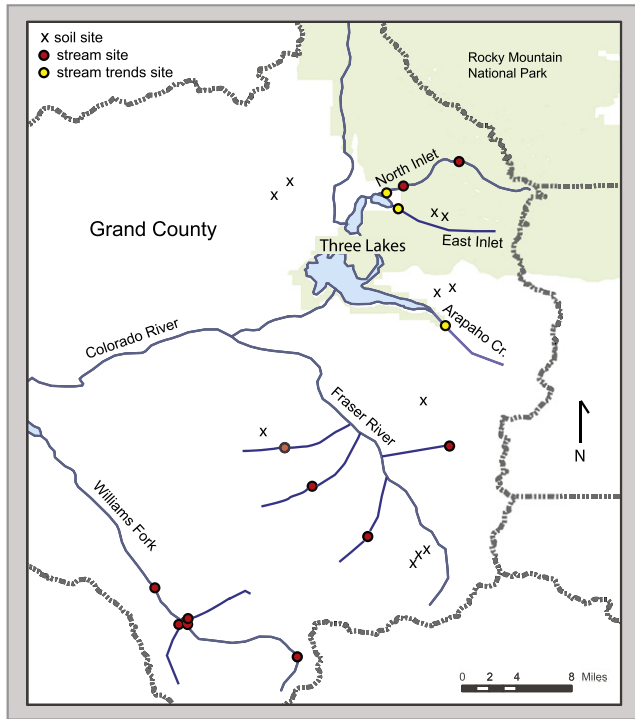 x soil site
stream site
stream trends site
Rocky Mountain
National Park
North Inlet
Grand County
East Inlet
Three Lakes
Arapaho Cr.
Colorado River
Fraser River
N
Williams Fork
0 2 4 8 Miles